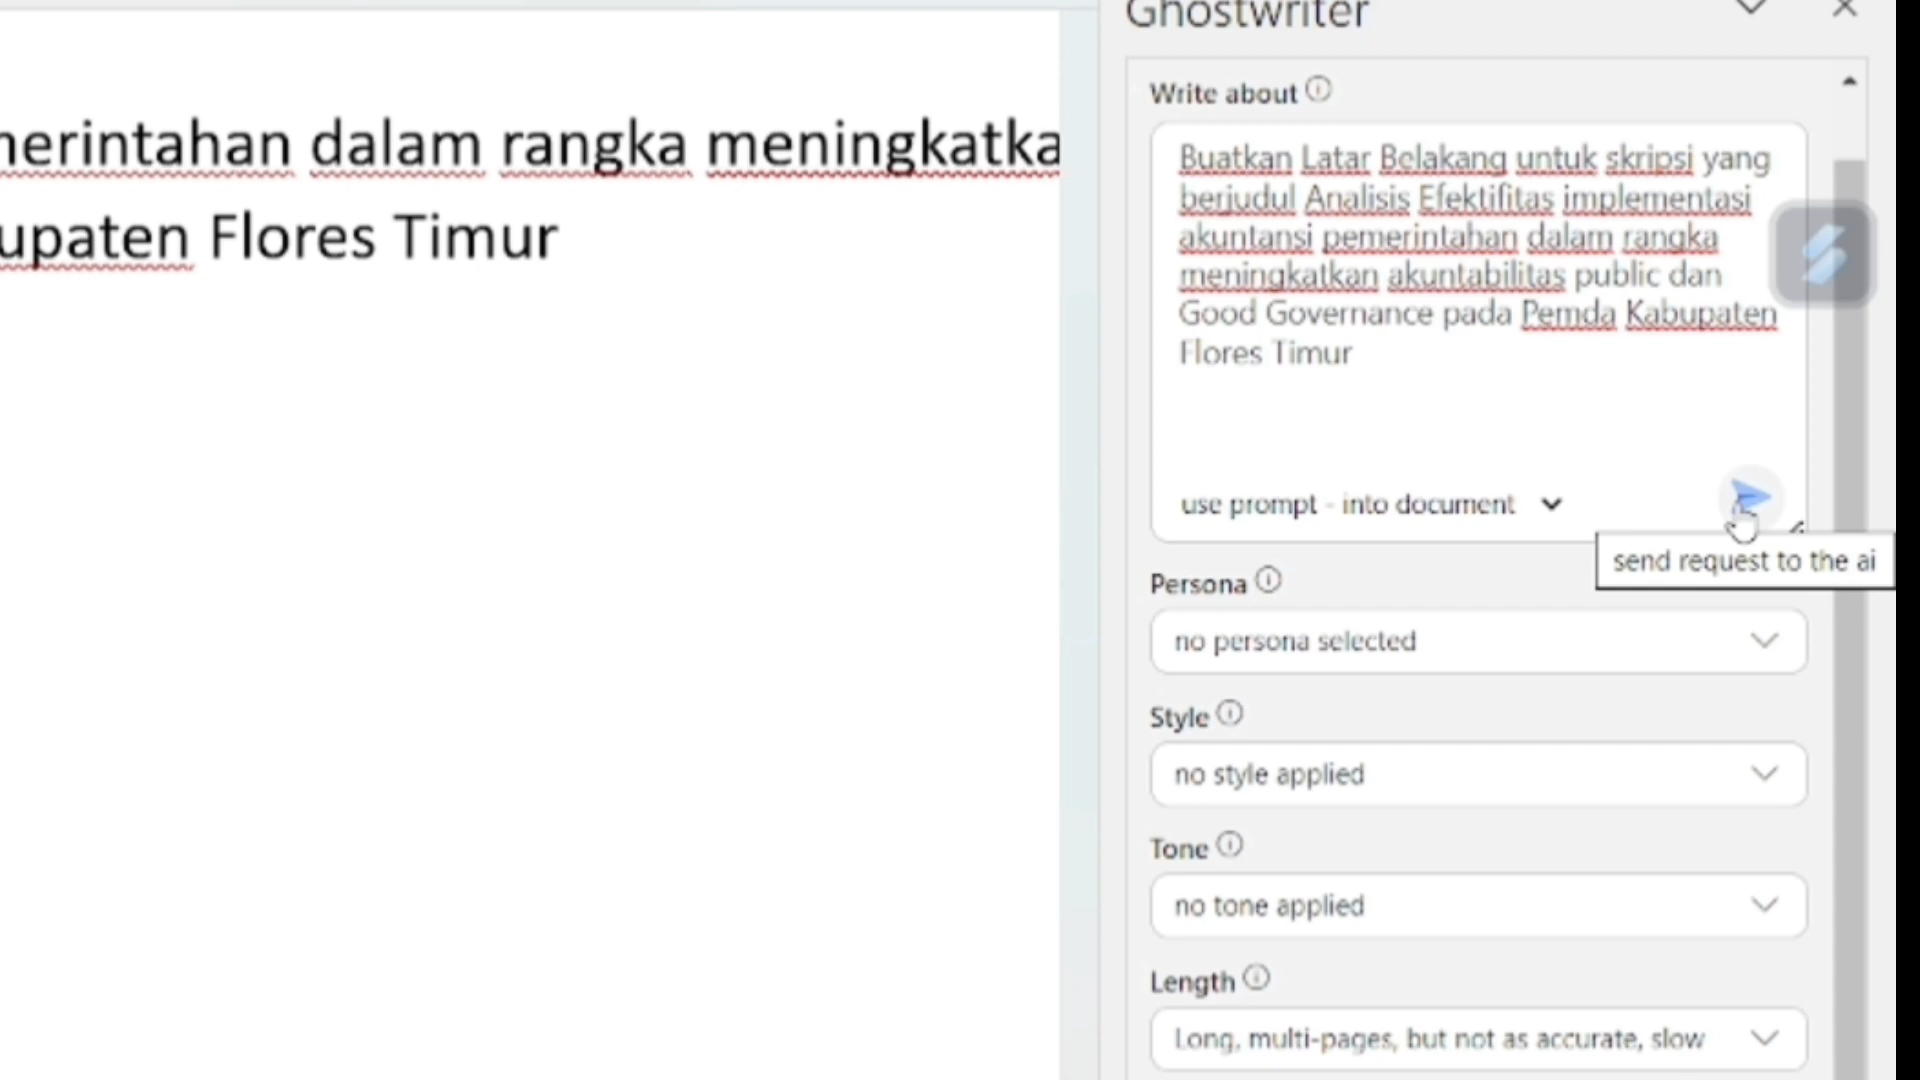 Ghostwriter
merintahan dalam rangka meningkatka
upaten Flores Timur
Write about
Buatkan Latar Belakang untuk skripsi yang
berjudul Analisis Efektifitas implementasi
akuntansi pemerintahan dalam rangka
meningkatkan akuntabilitas public dan
Good Governance pada Pemda Kabupaten
Flores Timur
use prompt - into document
send request to the ai
Persona
no persona selected
Style
no style applied
Tone
no tone applied
Length
Long, multi-pages, but not as accurate, slow